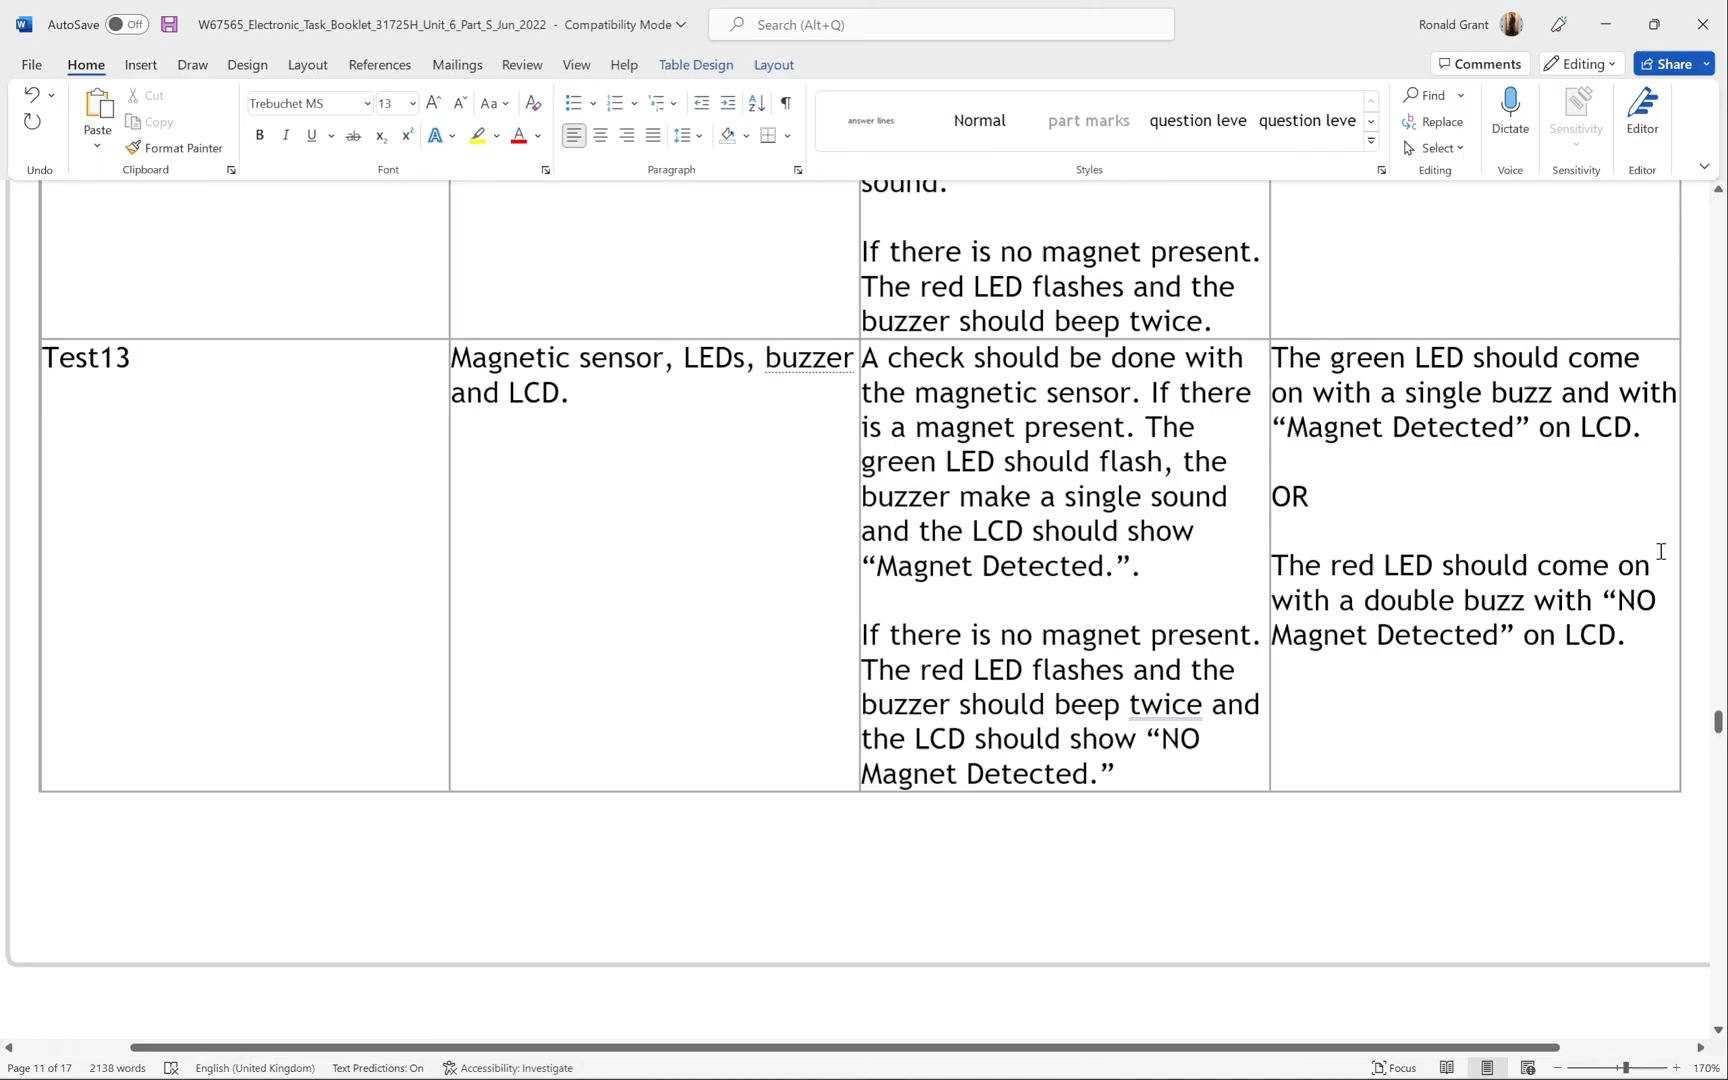 AutoSave Off W67565_Electronic_Task_Booklet_31725H_Unit_6_Part_S_Jun_2022 - Compatibility Mode Search (Alt+Q) Ronald Grant
File Home Insert Draw Design Layout References Mailings Review View Help Table Design Layout Comments Editing Share
Cut
Copy
Format Painter
Paste
Trebuchet MS 13
answer lines Normal part marks question leve question leve
Find
Replace
Select
Dictate Sensitivity Editor
Undo Clipboard Font Paragraph Styles Editing Voice Sensitivity Editor
sound.
If there is no magnet present.
The red LED flashes and the
buzzer should beep twice.
Test13
Magnetic sensor, LEDs, buzzer
and LCD.
A check should be done with
the magnetic sensor. If there
is a magnet present. The
green LED should flash, the
buzzer make a single sound
and the LCD should show
“Magnet Detected.”.
If there is no magnet present.
The red LED flashes and the
buzzer should beep twice and
the LCD should show “NO
Magnet Detected.”
The green LED should come
on with a single buzz and with
“Magnet Detected” on LCD.
OR
The red LED should come on
with a double buzz with “NO
Magnet Detected” on LCD.
Page 11 of 17 2138 words English (United Kingdom) Text Predictions: On Accessibility: Investigate Focus 170%